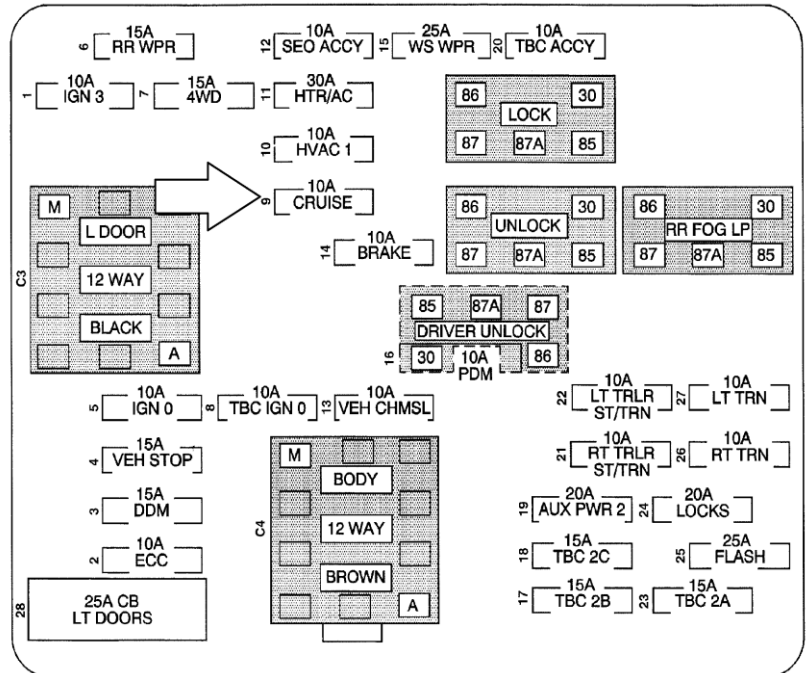 6 15A RR WPR
12 10A SEO ACCY
15 25A WS WPR
20 10A TBC ACCY
1 10A IGN 3
7 15A 4WD
11 30A HTR/AC
86 30
LOCK
87 87A 85
10 10A HVAC 1
9 10A CRUISE
C3
M
L DOOR
12 WAY
BLACK
A
86 30
UNLOCK
87 87A 85
86 30
RR FOG LP
87 87A 85
14 10A BRAKE
85 87A 87
DRIVER UNLOCK
30 86
16 10A PDM
5 10A IGN 0
8 10A TBC IGN 0
13 10A VEH CHMSL
22 10A LT TRLR ST/TRN
27 10A LT TRN
4 15A VEH STOP
21 10A RT TRLR ST/TRN
26 10A RT TRN
C4
M
BODY
12 WAY
BROWN
A
3 15A DDM
19 20A AUX PWR 2
24 20A LOCKS
2 10A ECC
18 15A TBC 2C
25 25A FLASH
28 25A CB LT DOORS
17 15A TBC 2B
23 15A TBC 2A